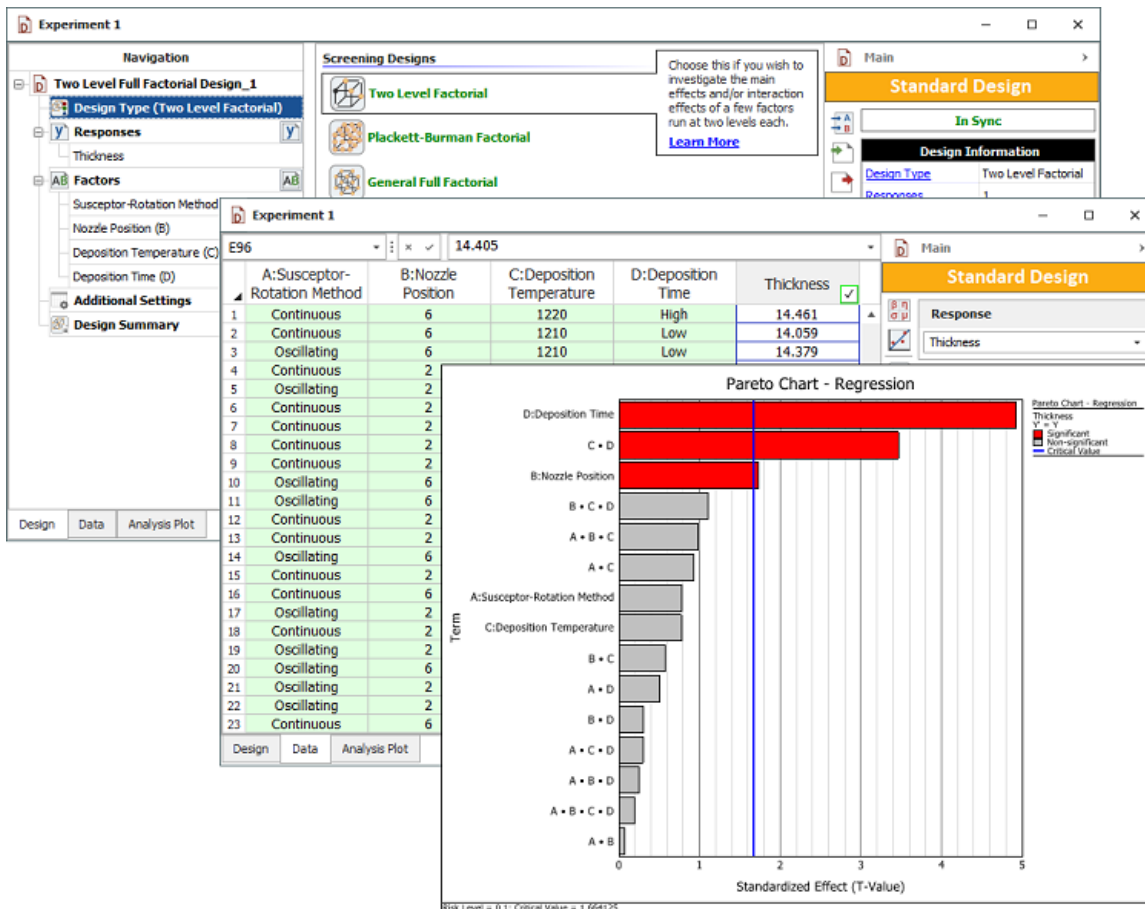 Experiment 1
Navigation
Two Level Full Factorial Design_1
Design Type (Two Level Factorial)
Responses
Thickness
Factors
Susceptor-Rotation Method
Nozzle Position (B)
Deposition Temperature (C)
Deposition Time (D)
Additional Settings
Design Summary
Design Data Analysis Plot
Screening Designs
Two Level Factorial
Plackett-Burman Factorial
General Full Factorial
Choose this if you wish to
investigate the main
effects and/or interaction
effects of a few factors
run at two levels each.
Learn More
Main
Standard Design
In Sync
Design Information
Design Type Two Level Factorial
Responses 1
Experiment 1
E96 14.405
A:Susceptor-
Rotation Method
B:Nozzle
Position
C:Deposition
Temperature
D:Deposition
Time
Thickness
1 Continuous 6 1220 High 14.461
2 Continuous 6 1210 Low 14.059
3 Oscillating 6 1210 Low 14.379
4 Continuous 2
5 Oscillating 2
6 Continuous 2
7 Continuous 2
8 Continuous 2
9 Continuous 2
10 Oscillating 6
11 Oscillating 6
12 Continuous 2
13 Continuous 2
14 Oscillating 6
15 Continuous 2
16 Continuous 6
17 Oscillating 2
18 Continuous 2
19 Oscillating 2
20 Oscillating 6
21 Oscillating 2
22 Oscillating 2
23 Continuous 6
Design Data Analysis Plot
Main
Standard Design
β η
σ μ
Response
Thickness
Pareto Chart - Regression
Term
D:Deposition Time
C • D
B:Nozzle Position
B • C • D
A • B • C
A • C
A:Susceptor-Rotation Method
C:Deposition Temperature
B • C
A • D
B • D
A • C • D
A • B • D
A • B • C • D
A • B
0 1 2 3 4 5
Standardized Effect (T-Value)
Pareto Chart - Regression
Thickness
Y' = Y
Significant
Non-significant
Critical Value
Risk Level = 0.1; Critical Value = 1.664125